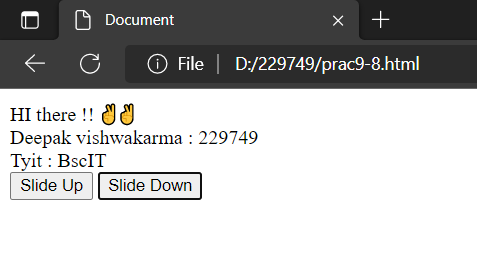 Document
File | D:/229749/prac9-8.html
HI there !! ✌✌
Deepak vishwakarma : 229749
Tyit : BscIT
Slide Up Slide Down